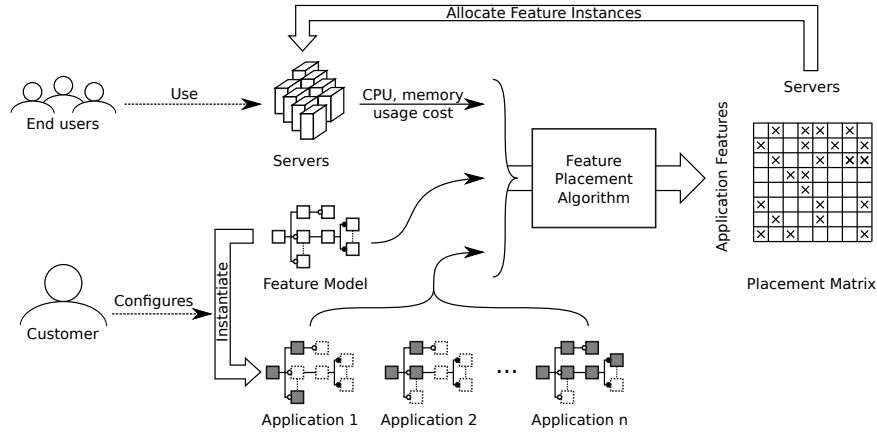 Allocate Feature Instances
Use
End users
CPU, memory
usage cost
Servers
Servers
Application Features
Feature
Placement
Algorithm
Placement Matrix
Feature Model
Instantiate
Configures
Customer
...
Application 1
Application 2
Application n